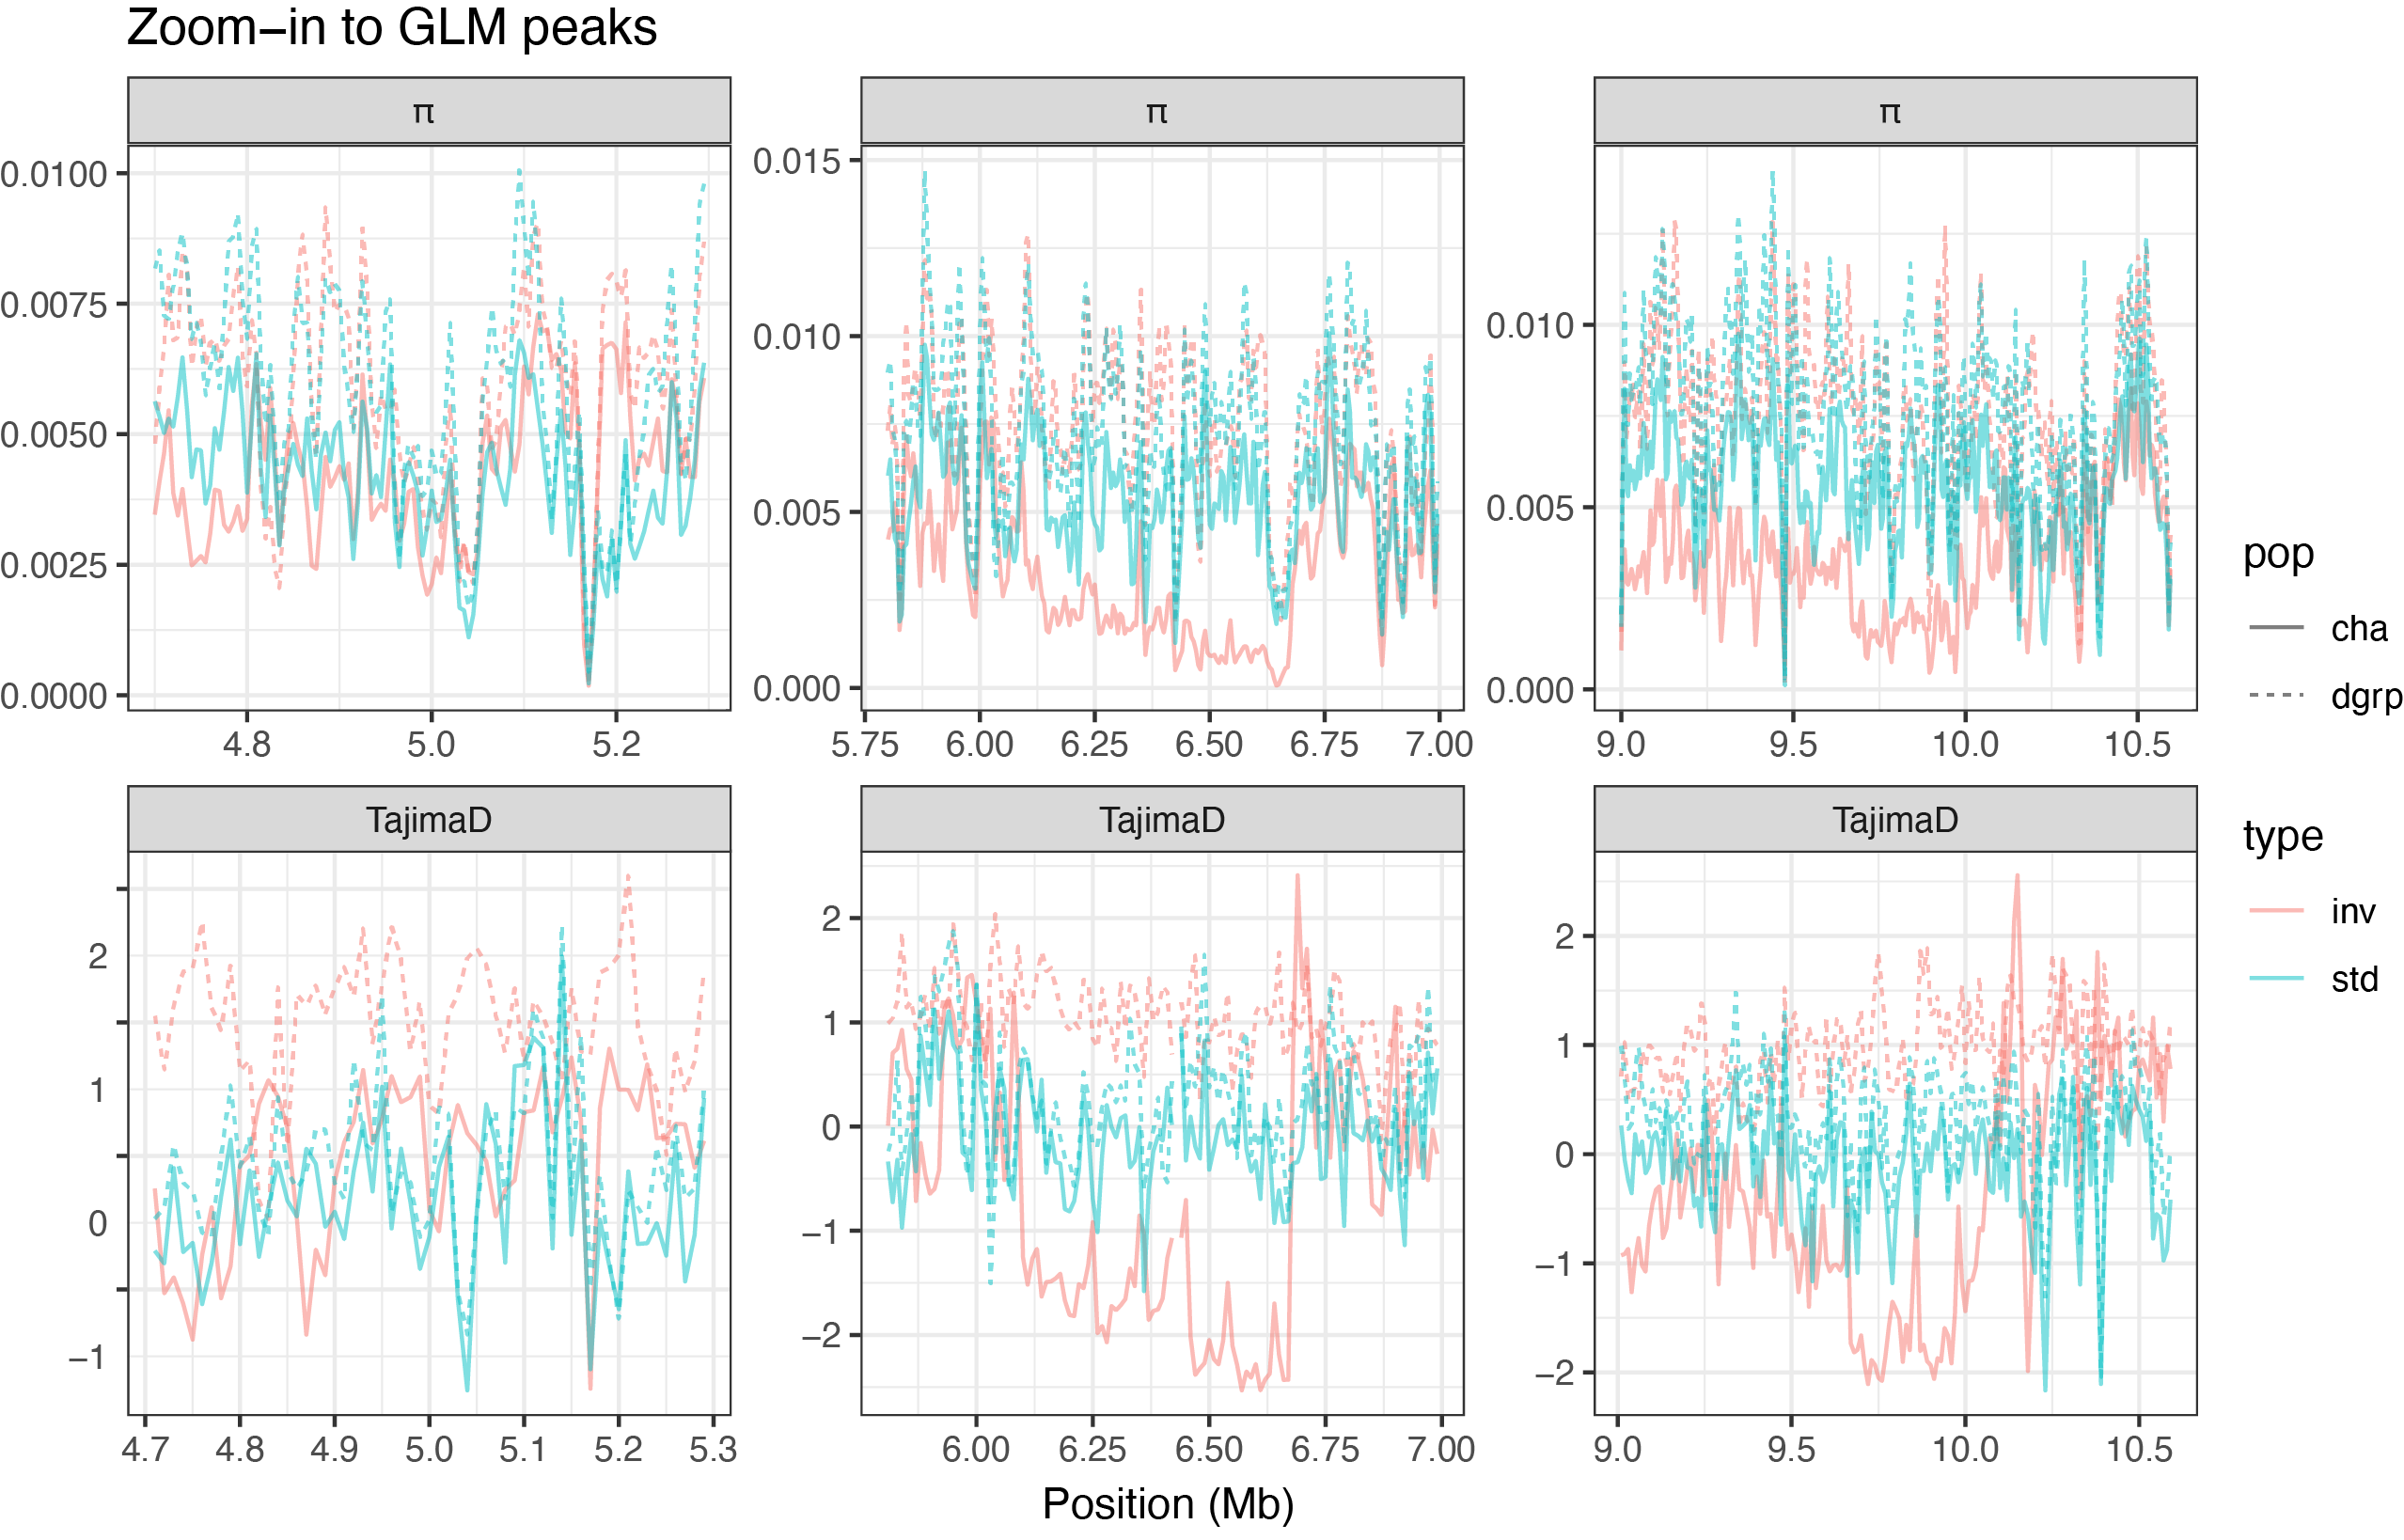 Zoom−in to GLM peaks
π π π
0.0100
0.0075
0.0050
0.0025
0.0000
4.8 5.0 5.2
0.015
0.010
0.005
0.000
5.75 6.00 6.25 6.50 6.75 7.00
0.010
0.005
0.000
9.0 9.5 10.0 10.5
TajimaD TajimaD TajimaD
2
1
0
−1
4.7 4.8 4.9 5.0 5.1 5.2 5.3
2
1
0
−1
−2
6.00 6.25 6.50 6.75 7.00
2
1
0
−1
−2
9.0 9.5 10.0 10.5
Position (Mb)
pop
cha
dgrp
type
inv
std